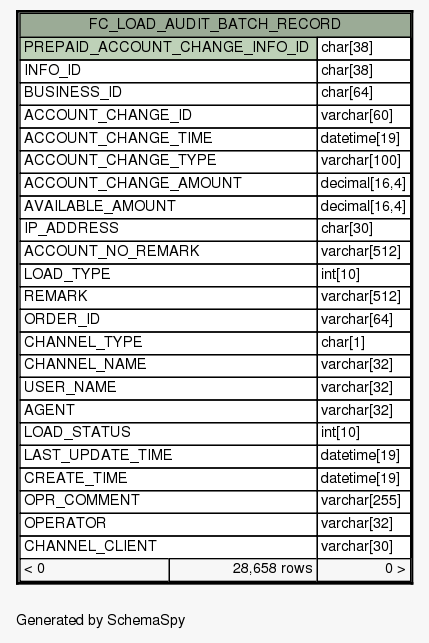 FC_LOAD_AUDIT_BATCH_RECORD
PREPAID_ACCOUNT_CHANGE_INFO_ID char[38]
INFO_ID char[38]
BUSINESS_ID char[64]
ACCOUNT_CHANGE_ID varchar[60]
ACCOUNT_CHANGE_TIME datetime[19]
ACCOUNT_CHANGE_TYPE varchar[100]
ACCOUNT_CHANGE_AMOUNT decimal[16,4]
AVAILABLE_AMOUNT decimal[16,4]
IP_ADDRESS char[30]
ACCOUNT_NO_REMARK varchar[512]
LOAD_TYPE int[10]
REMARK varchar[512]
ORDER_ID varchar[64]
CHANNEL_TYPE char[1]
CHANNEL_NAME varchar[32]
USER_NAME varchar[32]
AGENT varchar[32]
LOAD_STATUS int[10]
LAST_UPDATE_TIME datetime[19]
CREATE_TIME datetime[19]
OPR_COMMENT varchar[255]
OPERATOR varchar[32]
CHANNEL_CLIENT varchar[30]
< 0 28,658 rows 0 >
Generated by SchemaSpy